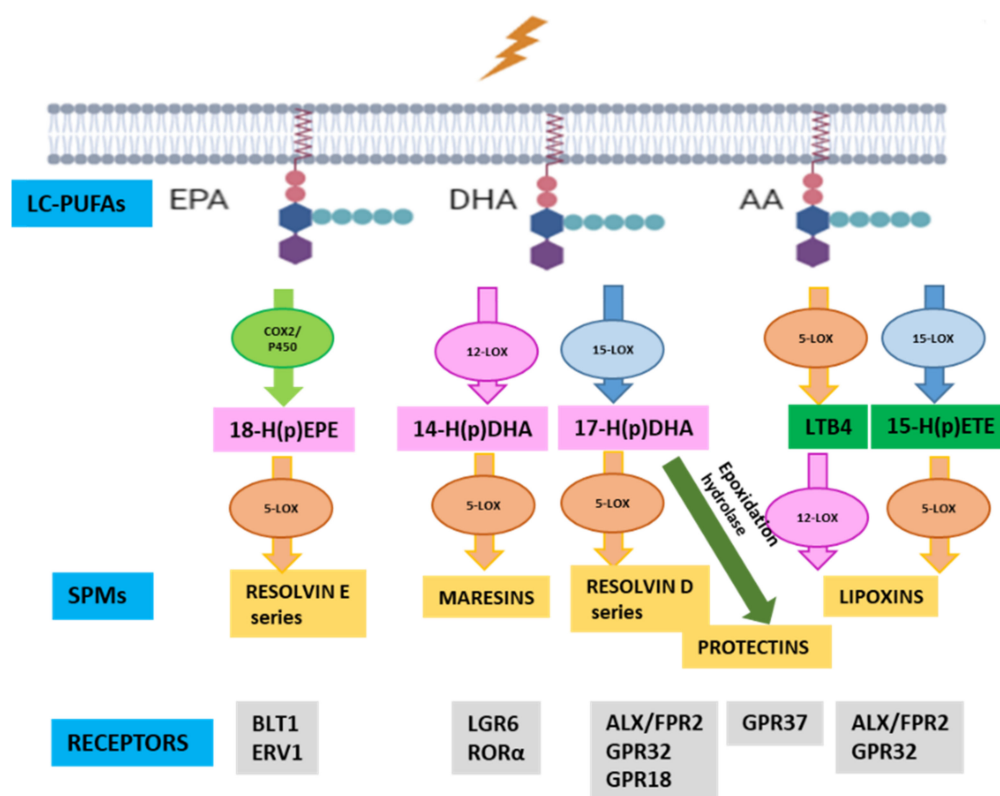 LC-PUFAs
EPA
DHA
AA
COX2/
P450
12-LOX
15-LOX
5-LOX
15-LOX
18-H(p)EPE
14-H(p)DHA
17-H(p)DHA
LTB4
15-H(p)ETE
5-LOX
5-LOX
5-LOX
Epoxidation
hydrolase
12-LOX
5-LOX
SPMs
RESOLVIN E
series
MARESINS
RESOLVIN D
series
PROTECTINS
LIPOXINS
RECEPTORS
BLT1
ERV1
LGR6
RORα
ALX/FPR2
GPR32
GPR18
GPR37
ALX/FPR2
GPR32